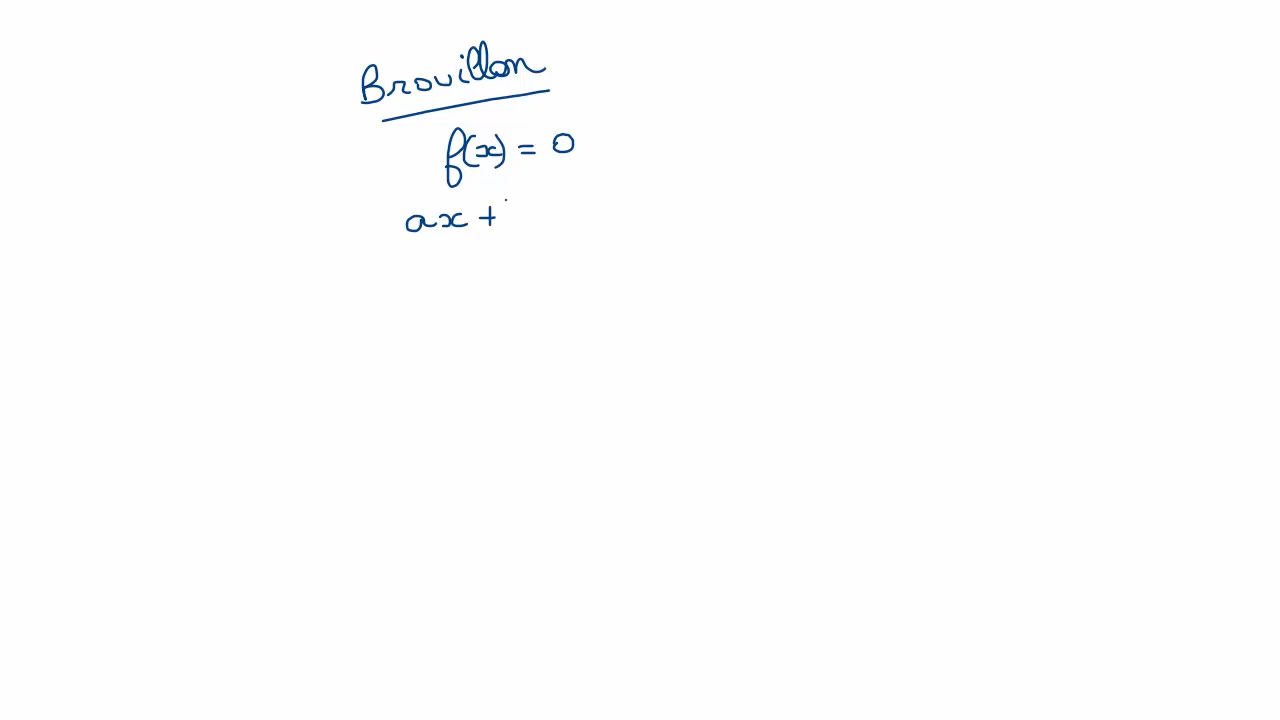 Brouillon
f(x) = 0
ax +